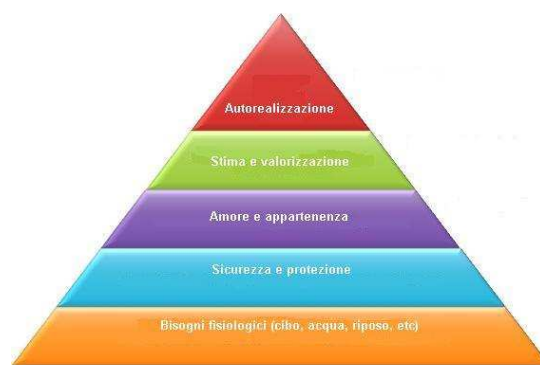 Autorealizzazione
Stima e valorizzazione
Amore e appartenenza
Sicurezza e protezione
Bisogni fisiologici (cibo, acqua, riposo, etc)